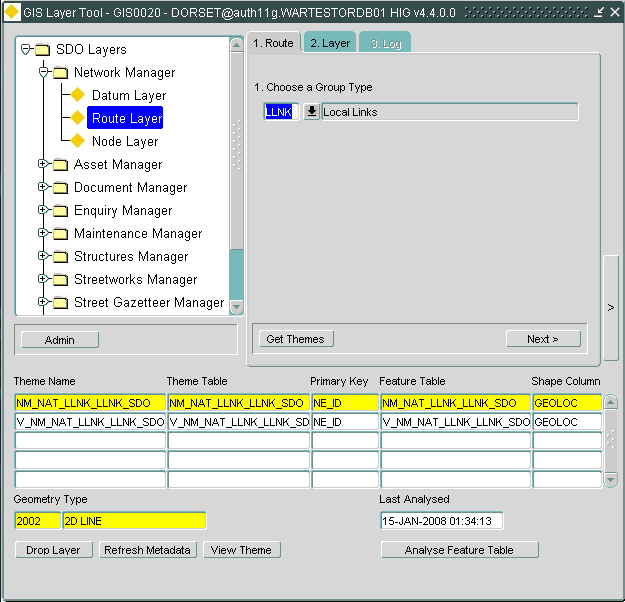 GIS Layer Tool - GIS0020 - DORSET@auth11g.WARTESTORDB01 HIG v4.4.0.0
SDO Layers
Network Manager
Datum Layer
Route Layer
Node Layer
Asset Manager
Document Manager
Enquiry Manager
Maintenance Manager
Structures Manager
Streetworks Manager
Street Gazetteer Manager
Admin
1. Route 2. Layer 3. Log
1. Choose a Group Type
LLNK Local Links
Get Themes Next >
>
Theme Name Theme Table Primary Key Feature Table Shape Column
NM_NAT_LLNK_LLNK_SDO NM_NAT_LLNK_LLNK_SDO NE_ID NM_NAT_LLNK_LLNK_SDO GEOLOC
V_NM_NAT_LLNK_LLNK_SDO V_NM_NAT_LLNK_LLNK_SD NE_ID V_NM_NAT_LLNK_LLNK_SDO GEOLOC
Geometry Type Last Analysed
2002 2D LINE 15-JAN-2008 01:34:13
Drop Layer Refresh Metadata View Theme Analyse Feature Table